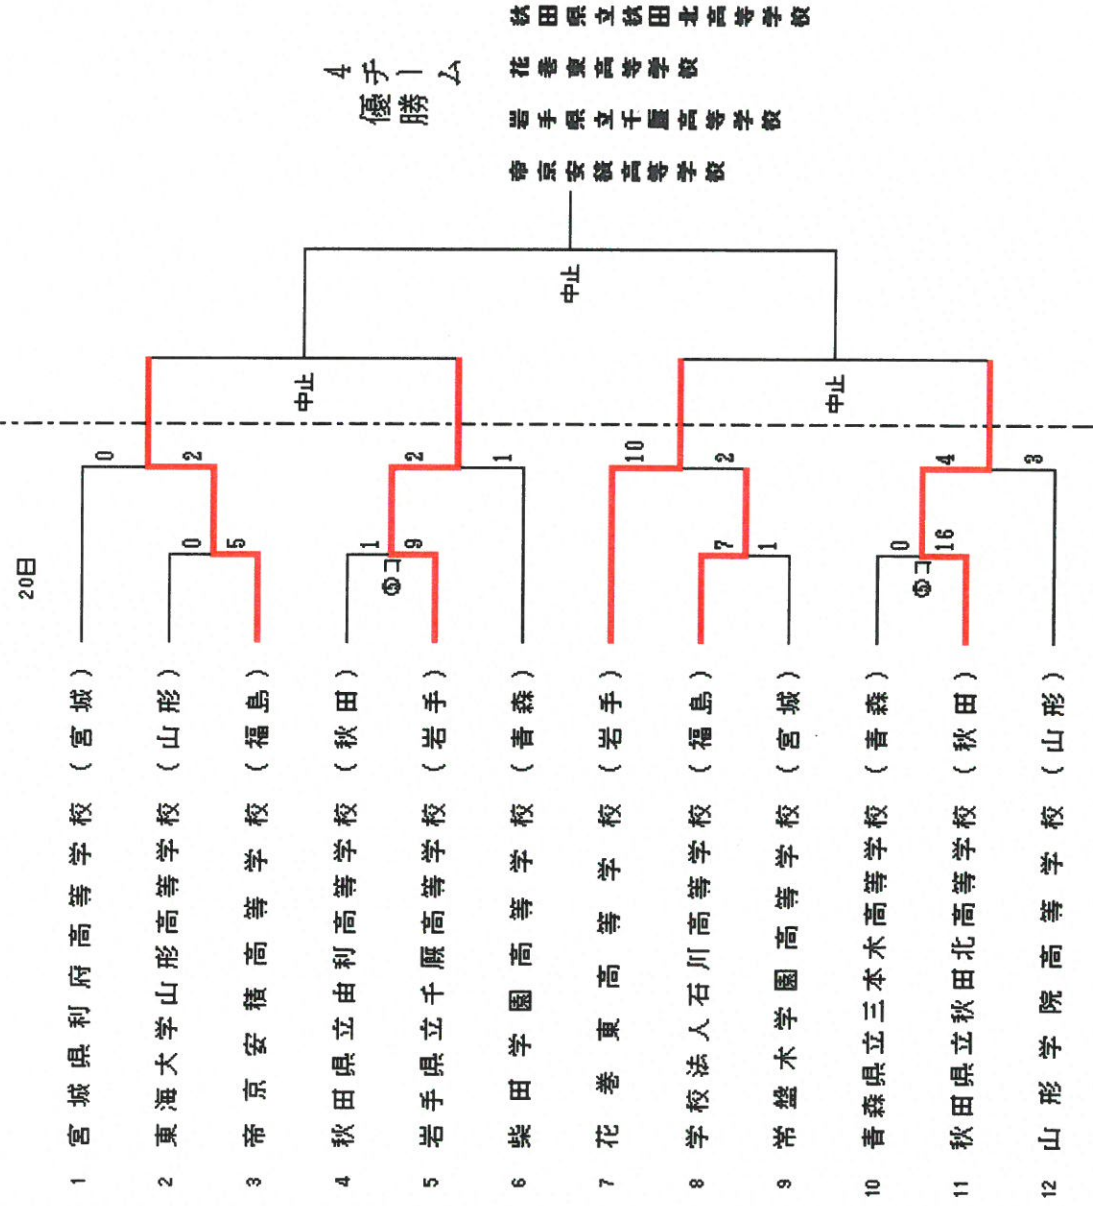 4チーム
優勝
秋田県立秋田北高等学校
花巻東高等学校
岩手県立千厩高等学校
帝京安積高等学校
中止
中止
中止
20日
0
2
2
1
10
2
4
3
0
5
1
9
⑤コ
7
1
0
16
⑤コ
1 宮城県利府高等学校（宮城）
2 東海大学山形高等学校（山形）
3 帝京安積高等学校（福島）
4 秋田県立由利高等学校（秋田）
5 岩手県立千厩高等学校（岩手）
6 柴田学園高等学校（青森）
7 花巻東高等学校（岩手）
8 学校法人石川高等学校（福島）
9 常盤木学園高等学校（宮城）
10 青森県立三本木高等学校（青森）
11 秋田県立秋田北高等学校（秋田）
12 山形学院高等学校（山形）